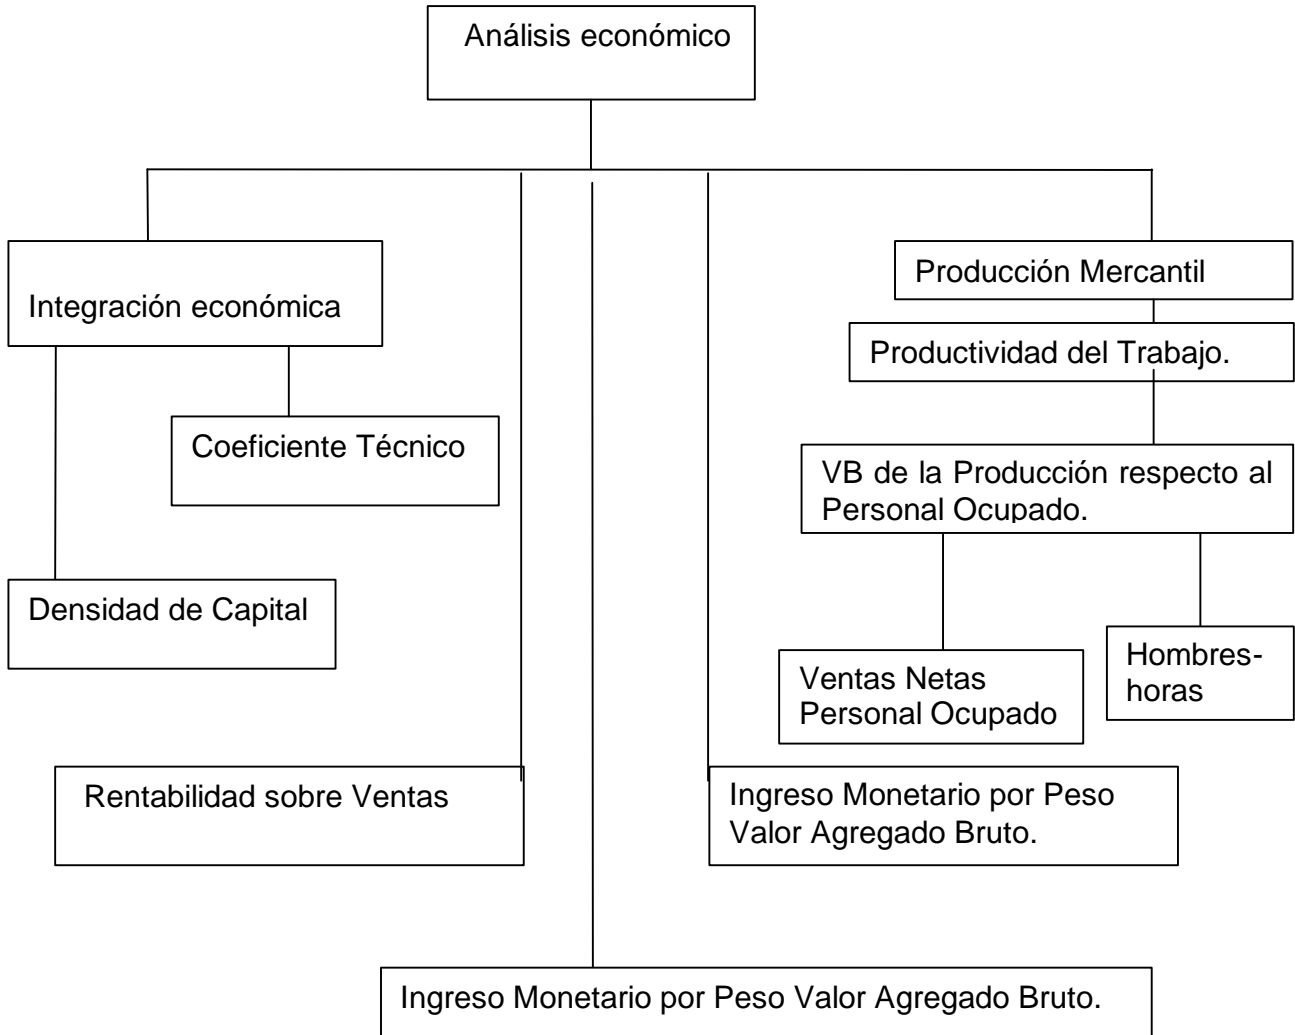 Análisis económico
Integración económica
Producción Mercantil
Productividad del Trabajo.
Coeficiente Técnico
VB de la Producción respecto al
Personal Ocupado.
Densidad de Capital
Ventas Netas
Personal Ocupado
Hombres-
horas
Rentabilidad sobre Ventas
Ingreso Monetario por Peso
Valor Agregado Bruto.
Ingreso Monetario por Peso Valor Agregado Bruto.